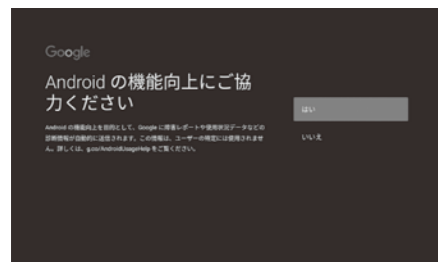 Google
Android の機能向上にご協
力ください
Android の機能向上を目的として、Google に障害レポートや使用状況データなどの
診断情報が自動的に送信されます。この情報は、ユーザーの特定には使用されませ
ん。詳しくは、g.co/AndroidUsageHelp をご覧ください。
はい
いいえ